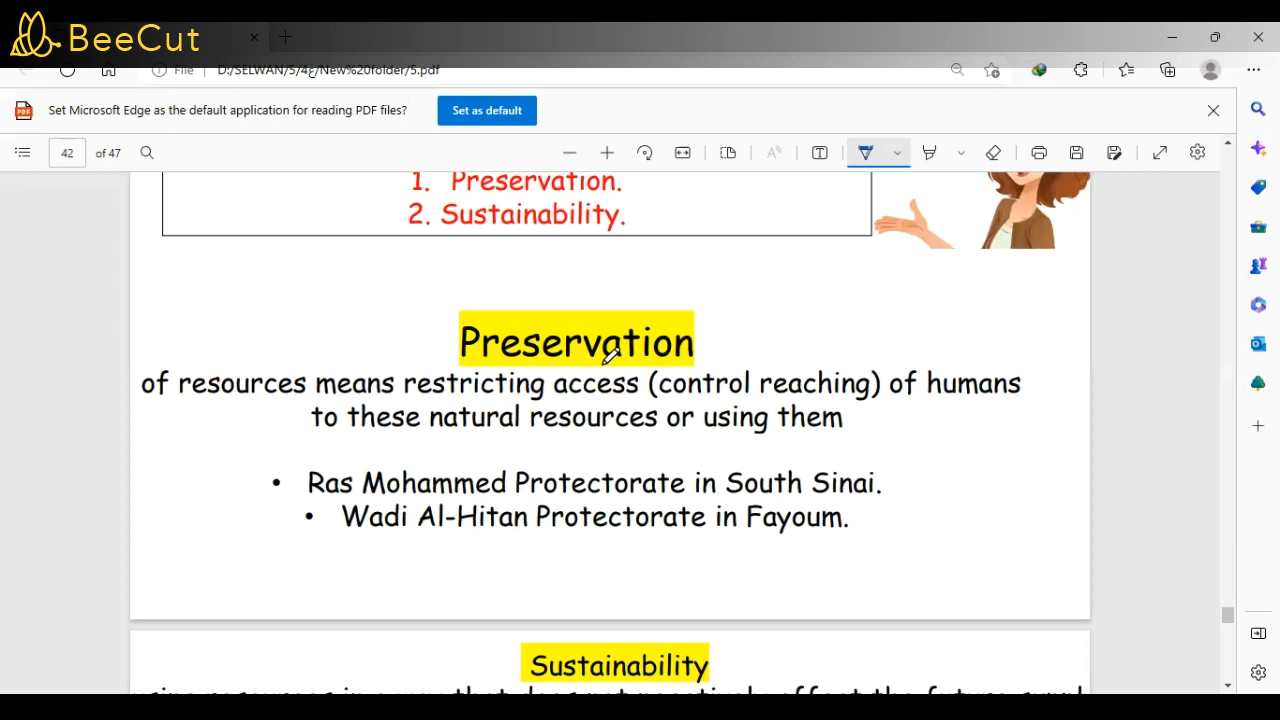 BeeCut
File D:/SELWAN/5/4ع/New%20folder/5.pdf
Set Microsoft Edge as the default application for reading PDF files? Set as default
42 of 47
1. Preservation.
2. Sustainability.
Preservation
of resources means restricting access (control reaching) of humans
to these natural resources or using them
• Ras Mohammed Protectorate in South Sinai.
• Wadi Al-Hitan Protectorate in Fayoum.
Sustainability